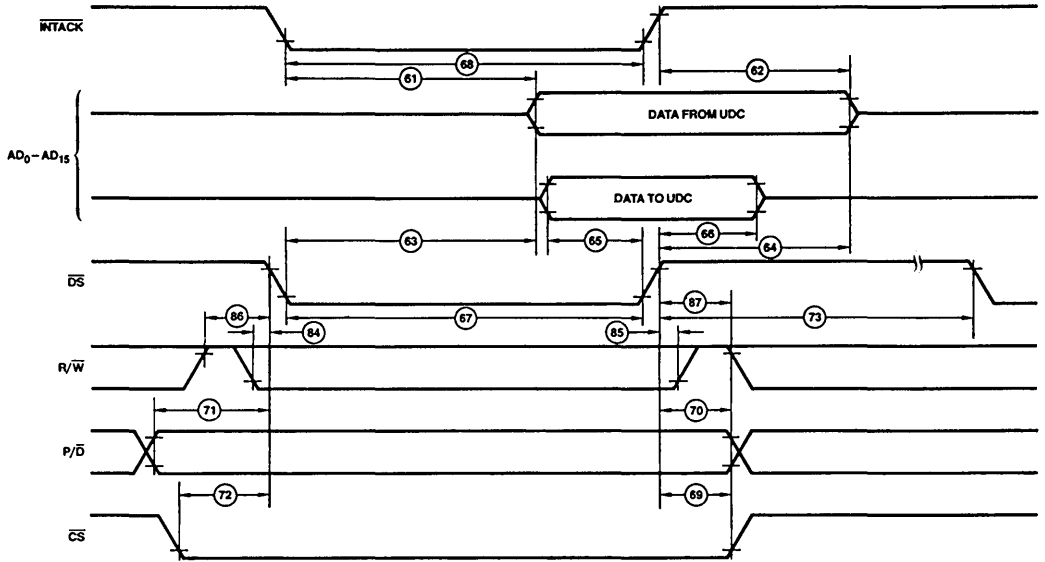 INTACK
68
61
62
DATA FROM UDC
AD0–AD15
DATA TO UDC
63
65
66
64
DS
86
84
67
85
87
73
R/W
71
70
P/D
72
69
CS